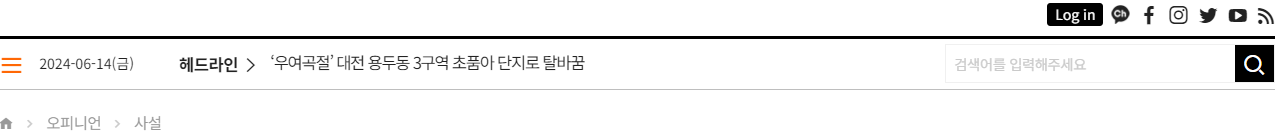 Log in Ch
2024-06-14(금) 헤드라인 ‘우여곡절’ 대전 용두동 3구역 초품아 단지로 탈바꿈 검색어를 입력해주세요
오피니언 사설